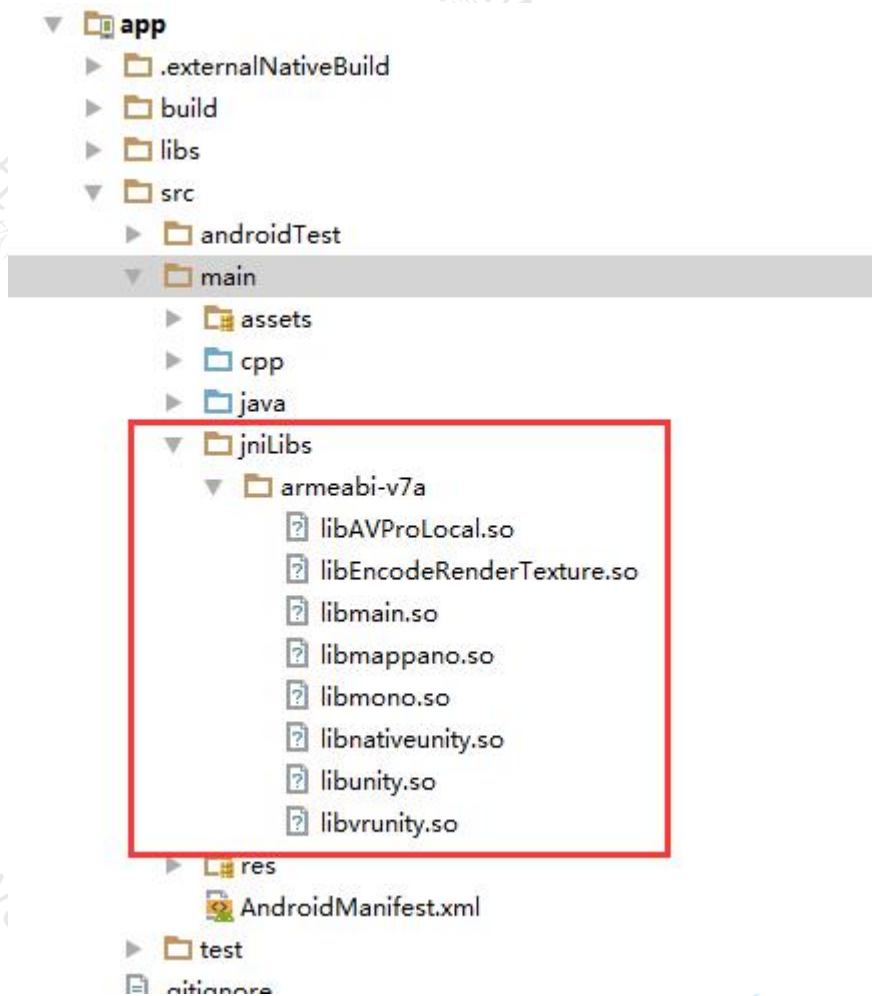 app
.externalNativeBuild
build
libs
src
androidTest
main
assets
cpp
java
jniLibs
armeabi-v7a
libAVProLocal.so
libEncodeRenderTexture.so
libmain.so
libmappano.so
libmono.so
libnativeunity.so
libunity.so
libvrunity.so
res
AndroidManifest.xml
test
.gitignore